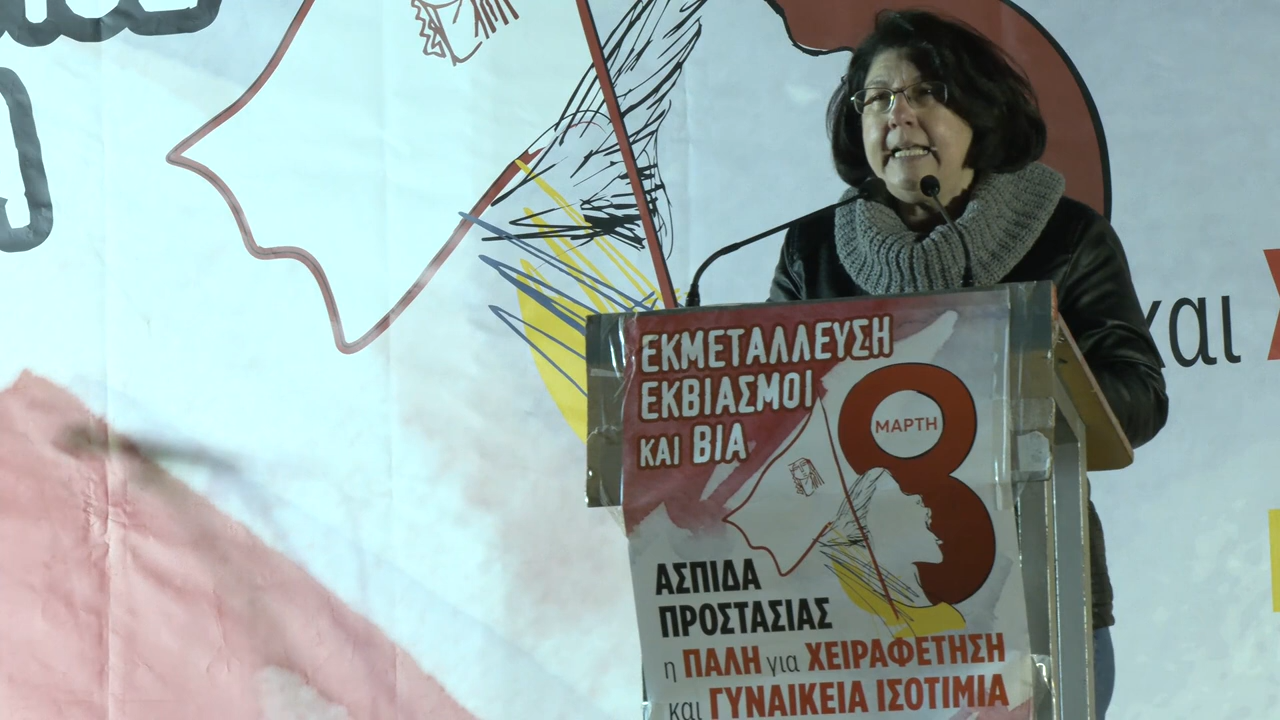 ΕΚΜΕΤΑΛΛΕΥΣΗ
ΕΚΒΙΑΣΜΟΙ
ΚΑΙ ΒΙΑ
ΜΑΡΤΗ
8
ΑΣΠΙΔΑ
ΠΡΟΣΤΑΣΙΑΣ
η ΠΑΛΗ για ΧΕΙΡΑΦΕΤΗΣΗ
και ΓΥΝΑΙΚΕΙΑ ΙΣΟΤΙΜΙΑ
και